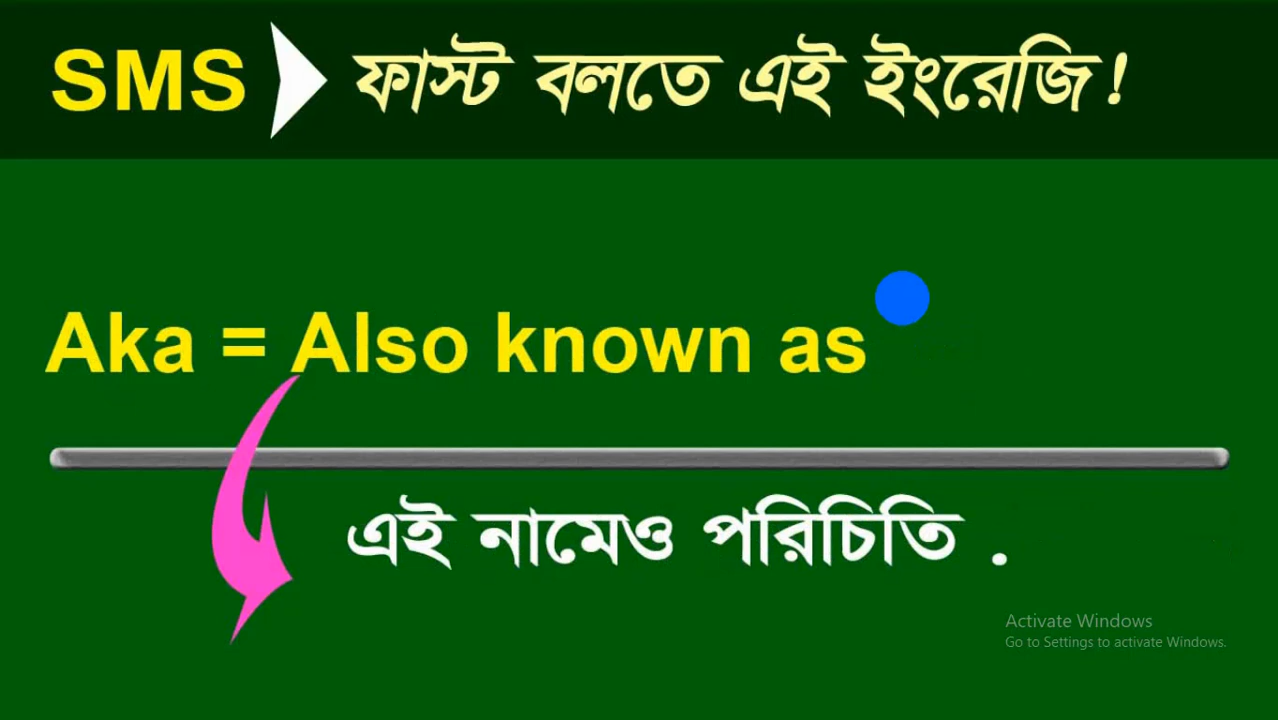 SMS ফাস্ট বলতে এই ইংরেজি!
Aka = Also known as
এই নামেও পরিচিতি .
Activate Windows
Go to Settings to activate Windows.